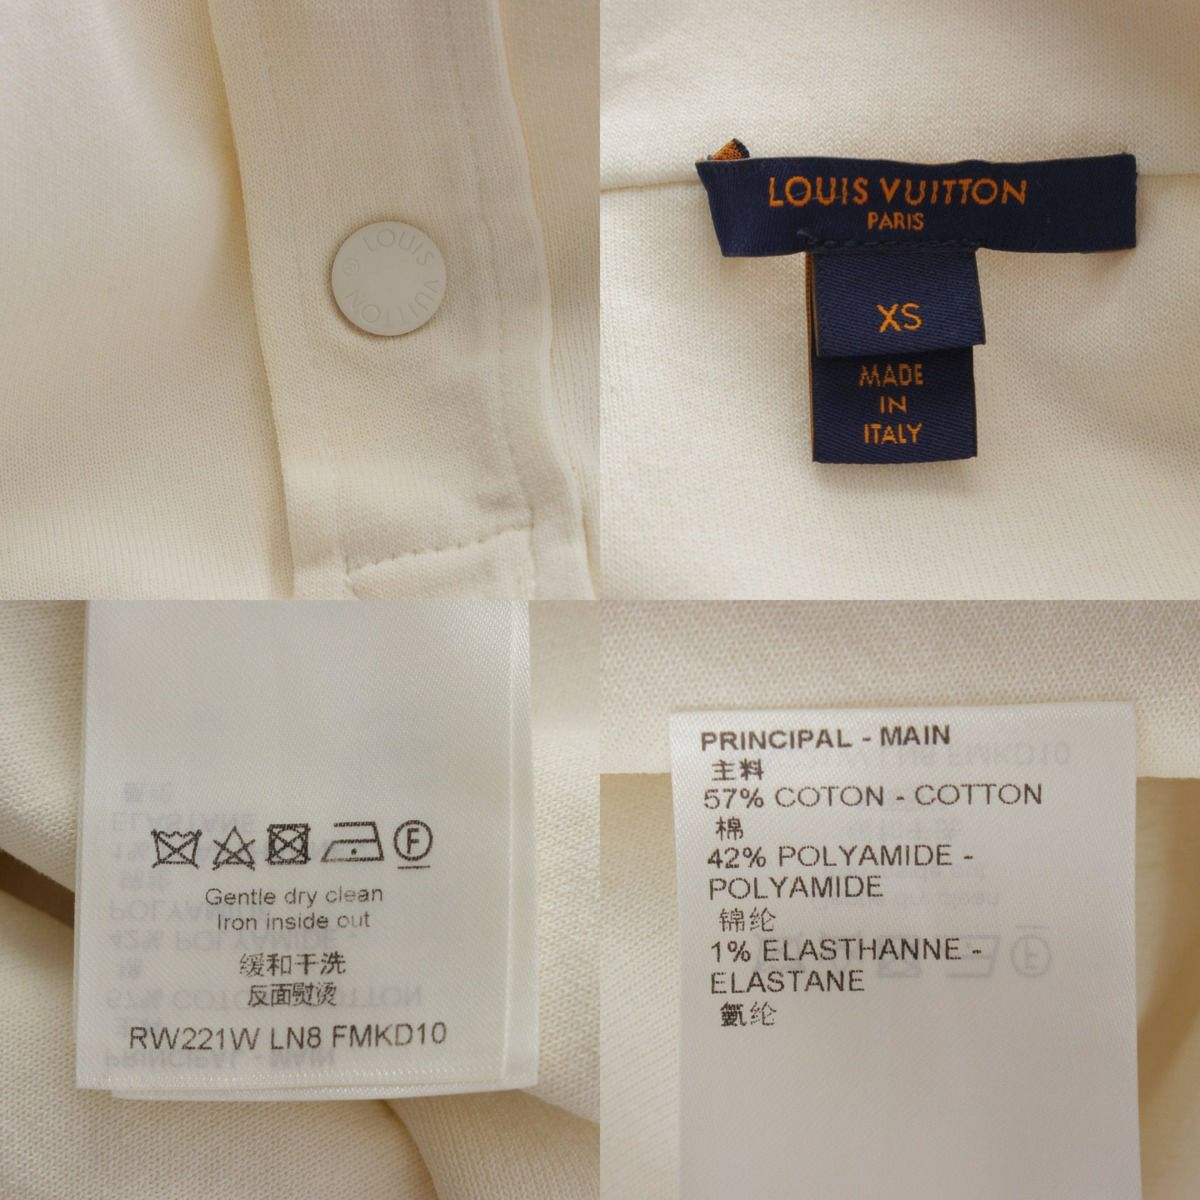 LOUIS VUITTON ®
LOUIS VUITTON
PARIS
XS
MADE
IN
ITALY
F
Gentle dry clean
Iron inside out
缓和干洗
反面熨烫
RW221W LN8 FMKD10
PRINCIPAL - MAIN
主料
57% COTON - COTTON
棉
42% POLYAMIDE -
POLYAMIDE
锦纶
1% ELASTHANNE -
ELASTANE
氨纶